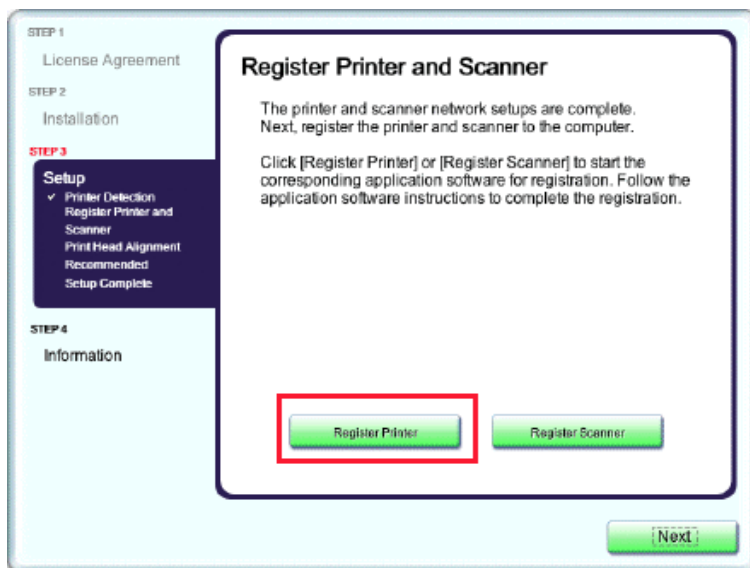 STEP 1
License Agreement
STEP 2
Installation
STEP 3
Setup
✓ Printer Detection
Register Printer and
Scanner
Print Head Alignment
Recommended
Setup Complete
STEP 4
Information
Register Printer and Scanner
The printer and scanner network setups are complete.
Next, register the printer and scanner to the computer.
Click [Register Printer] or [Register Scanner] to start the
corresponding application software for registration. Follow the
application software instructions to complete the registration.
Register Printer
Register Scanner
Next